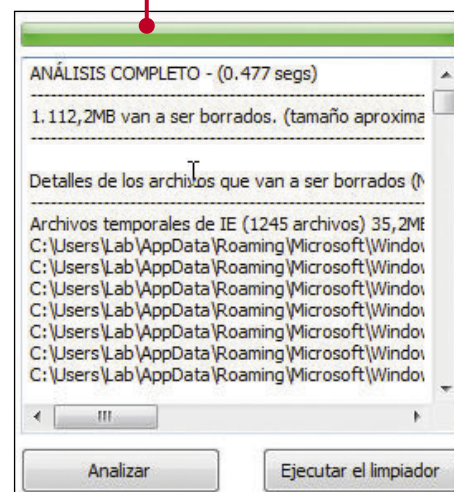 ANÁLISIS COMPLETO - (0.477 segs)
1.112,2MB van a ser borrados. (tamaño aproxima
Detalles de los archivos que van a ser borrados (N
Archivos temporales de IE (1245 archivos) 35,2MB
C:\Users\Lab\AppData\Roaming\Microsoft\Window
C:\Users\Lab\AppData\Roaming\Microsoft\Window
C:\Users\Lab\AppData\Roaming\Microsoft\Window
C:\Users\Lab\AppData\Roaming\Microsoft\Window
C:\Users\Lab\AppData\Roaming\Microsoft\Window
C:\Users\Lab\AppData\Roaming\Microsoft\Window
C:\Users\Lab\AppData\Roaming\Microsoft\Window
Analizar
Ejecutar el limpiador